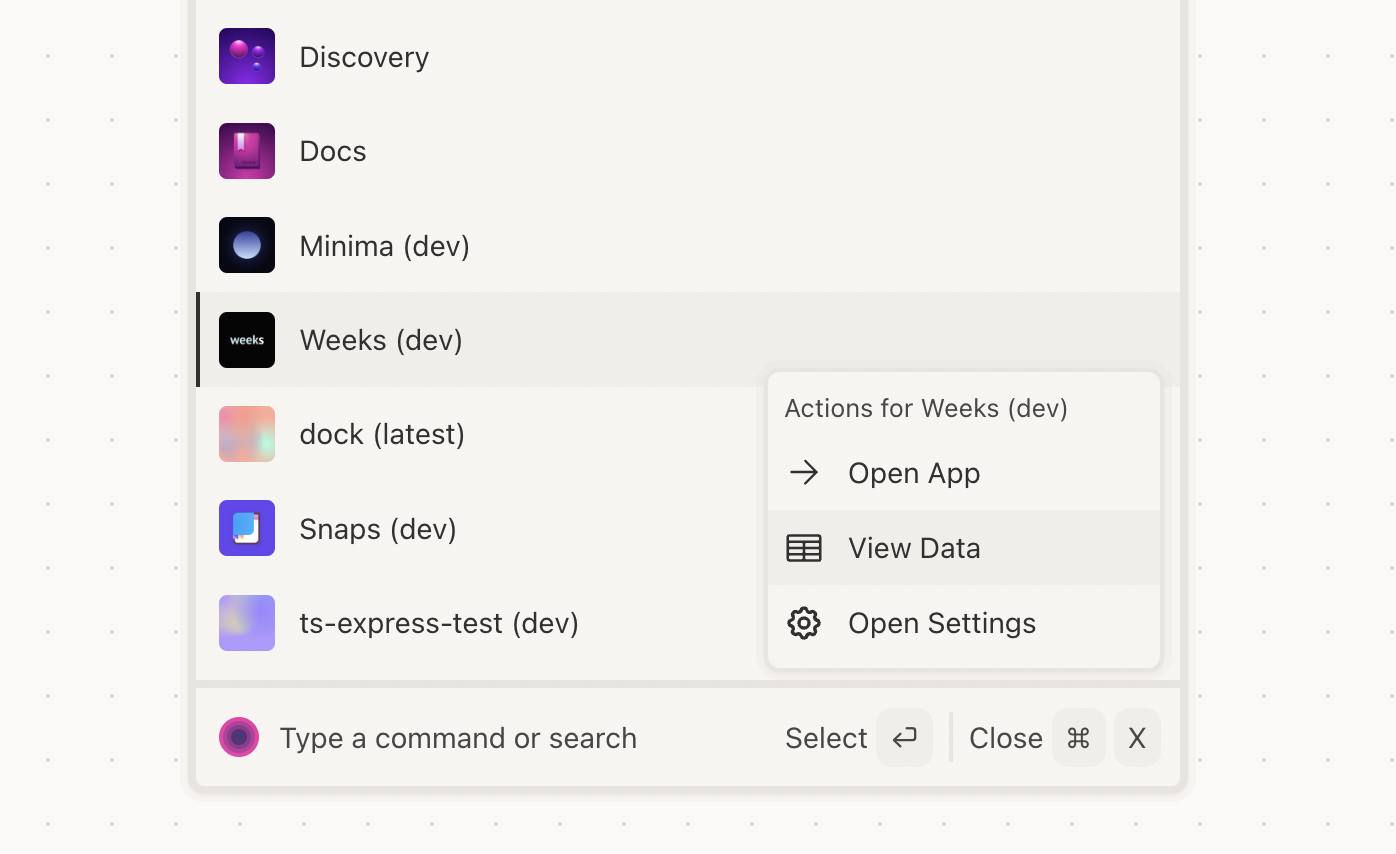 Discovery
Docs
Minima (dev)
weeks
Weeks (dev)
dock (latest)
Snaps (dev)
ts-express-test (dev)
Actions for Weeks (dev)
Open App
View Data
Open Settings
Type a command or search
Select
Close ⌘ X